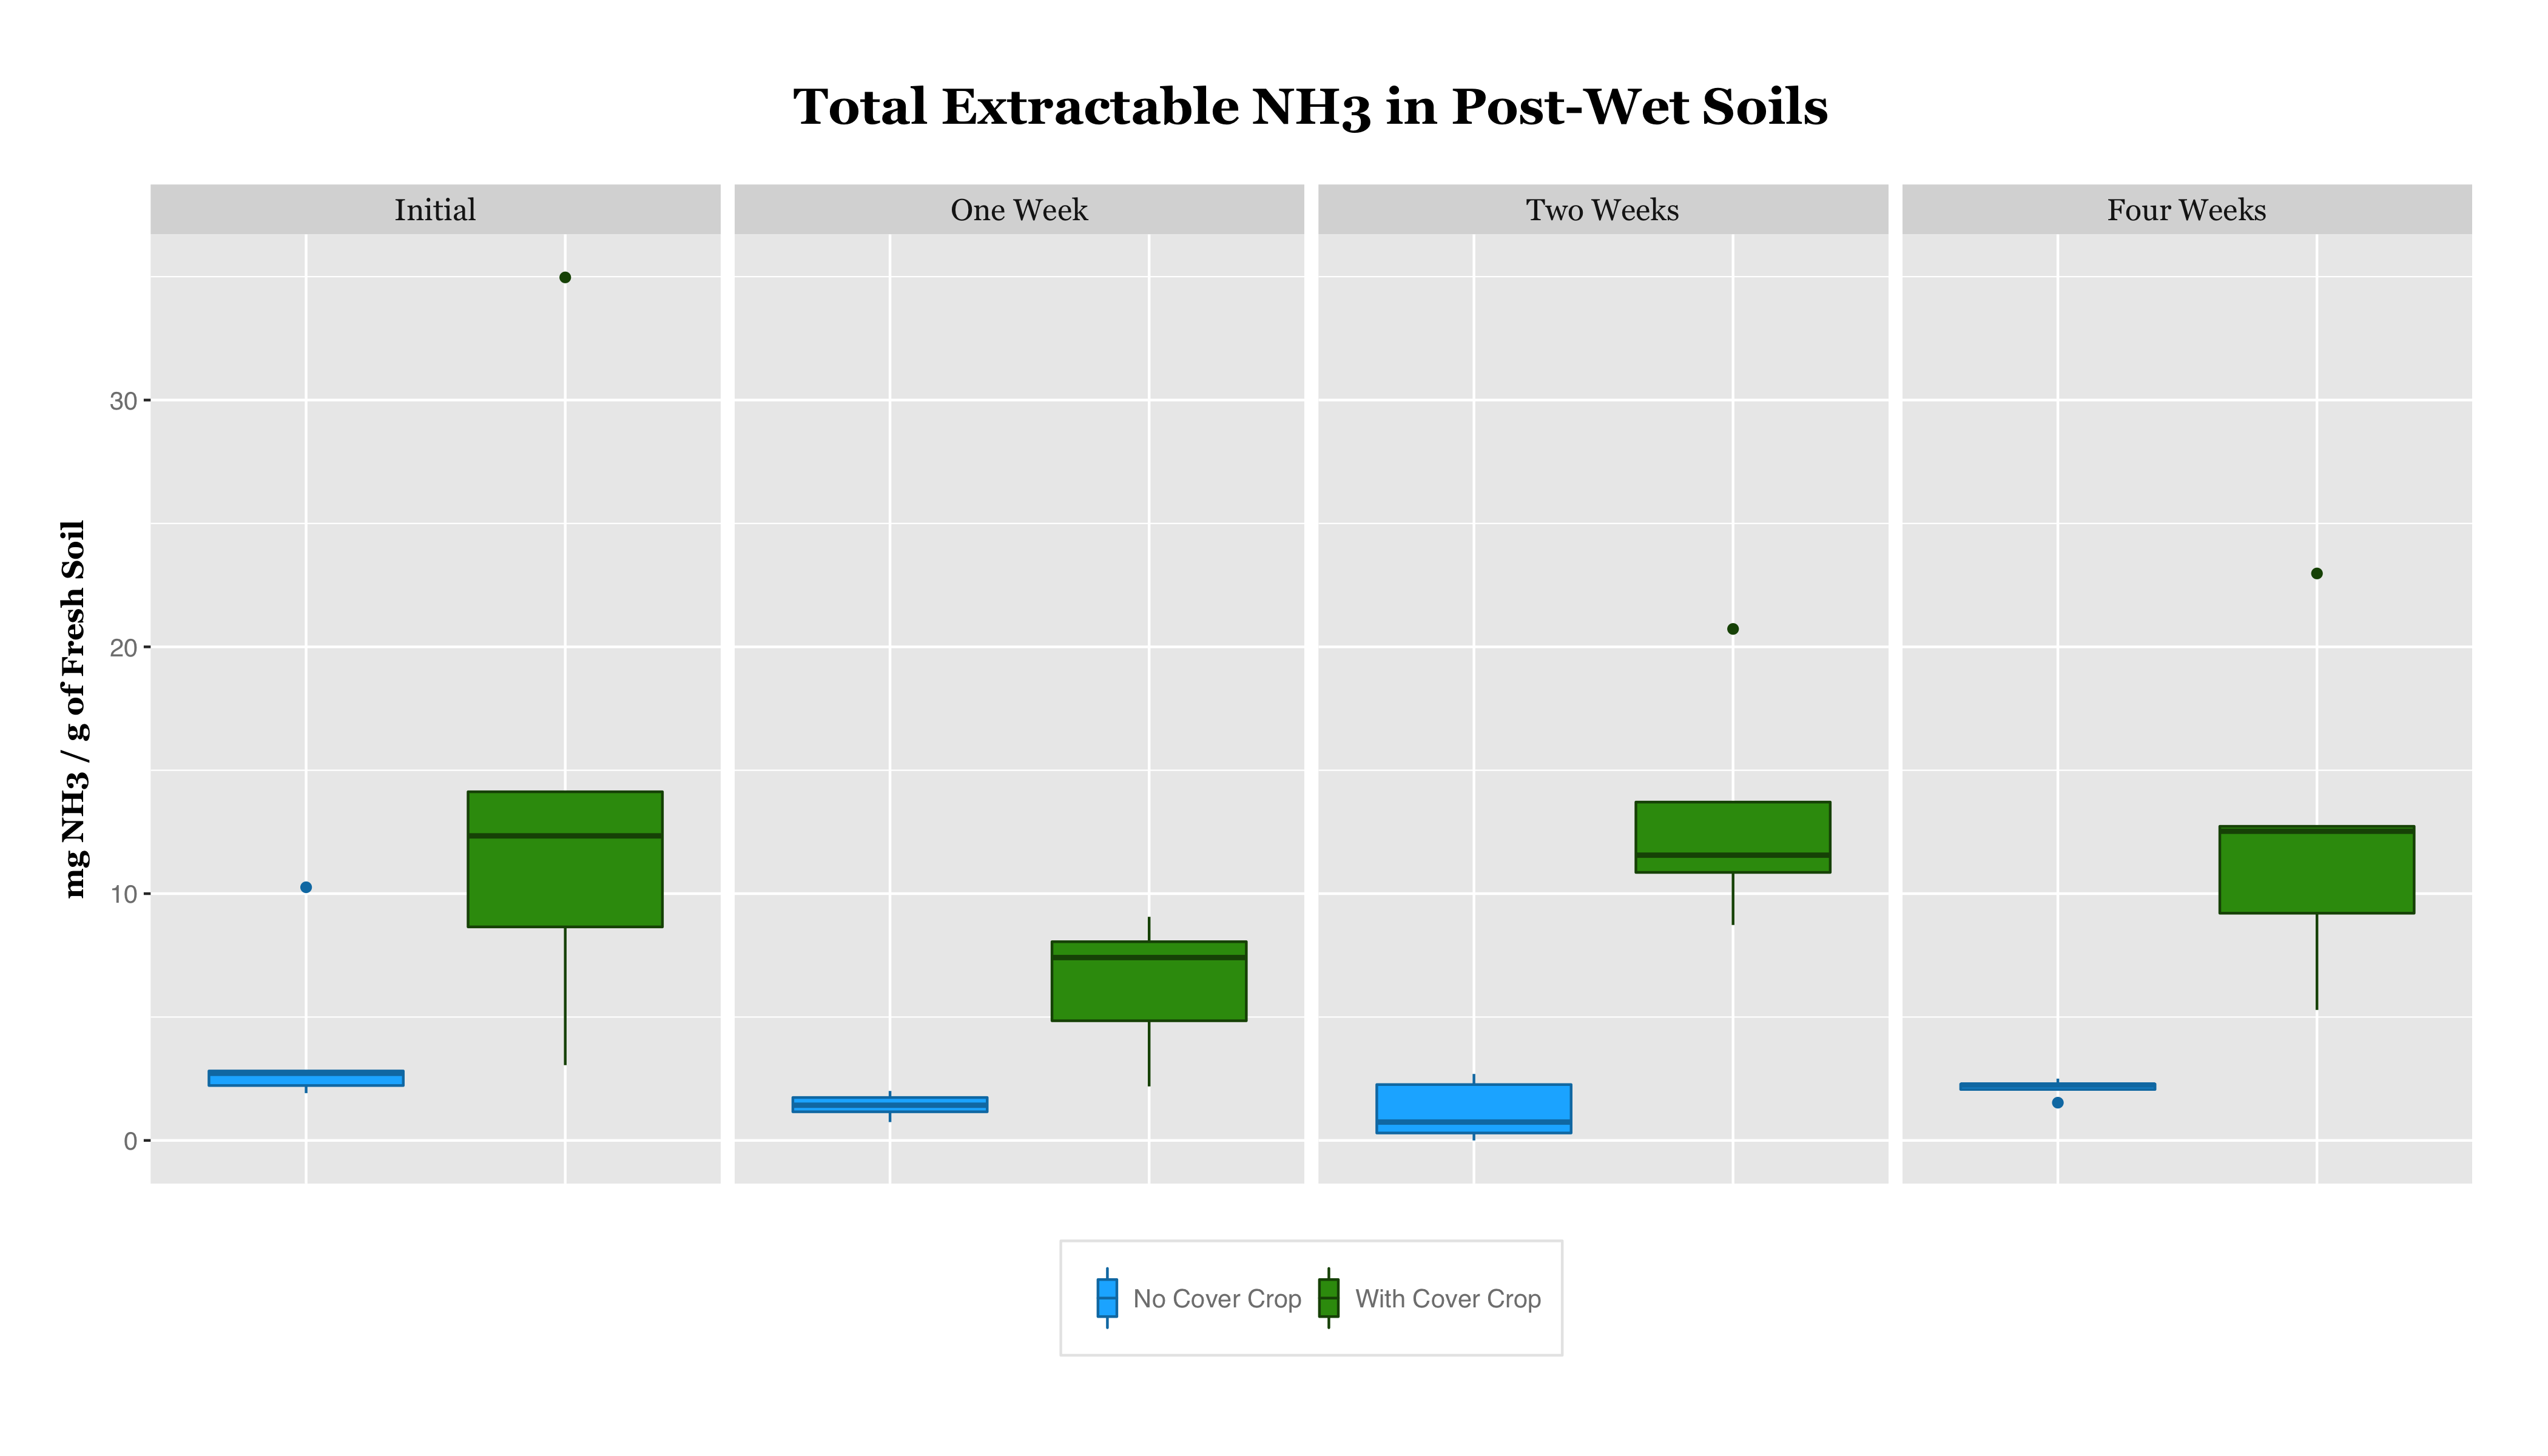 Total Extractable NH3 in Post-Wet Soils
Initial
One Week
Two Weeks
Four Weeks
mg NH3 / g of Fresh Soil
30
20
10
0
No Cover Crop
With Cover Crop